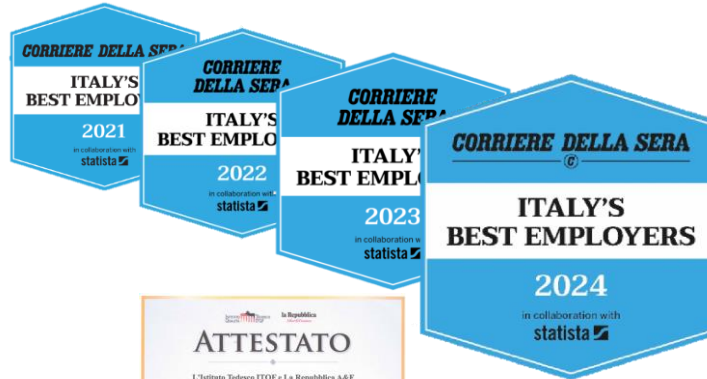 CORRIERE DELLA SERA
ITALY'S
BEST EMPLO
2021
in collaboration with
statista
CORRIERE
DELLA SERA
ITALY'S
BEST EMPLO
2022
in collaboration with
statista
CORRIERE
DELLA SERA
ITALY'
BEST EMPL
2023
in collaboration w
statista
CORRIERE DELLA SERA
C
ITALY'S
BEST EMPLOYERS
2024
in collaboration with
statista
la Repubblica
ATTESTATO
L'Istituto Tedesco ITQF e La Repubblica A&F